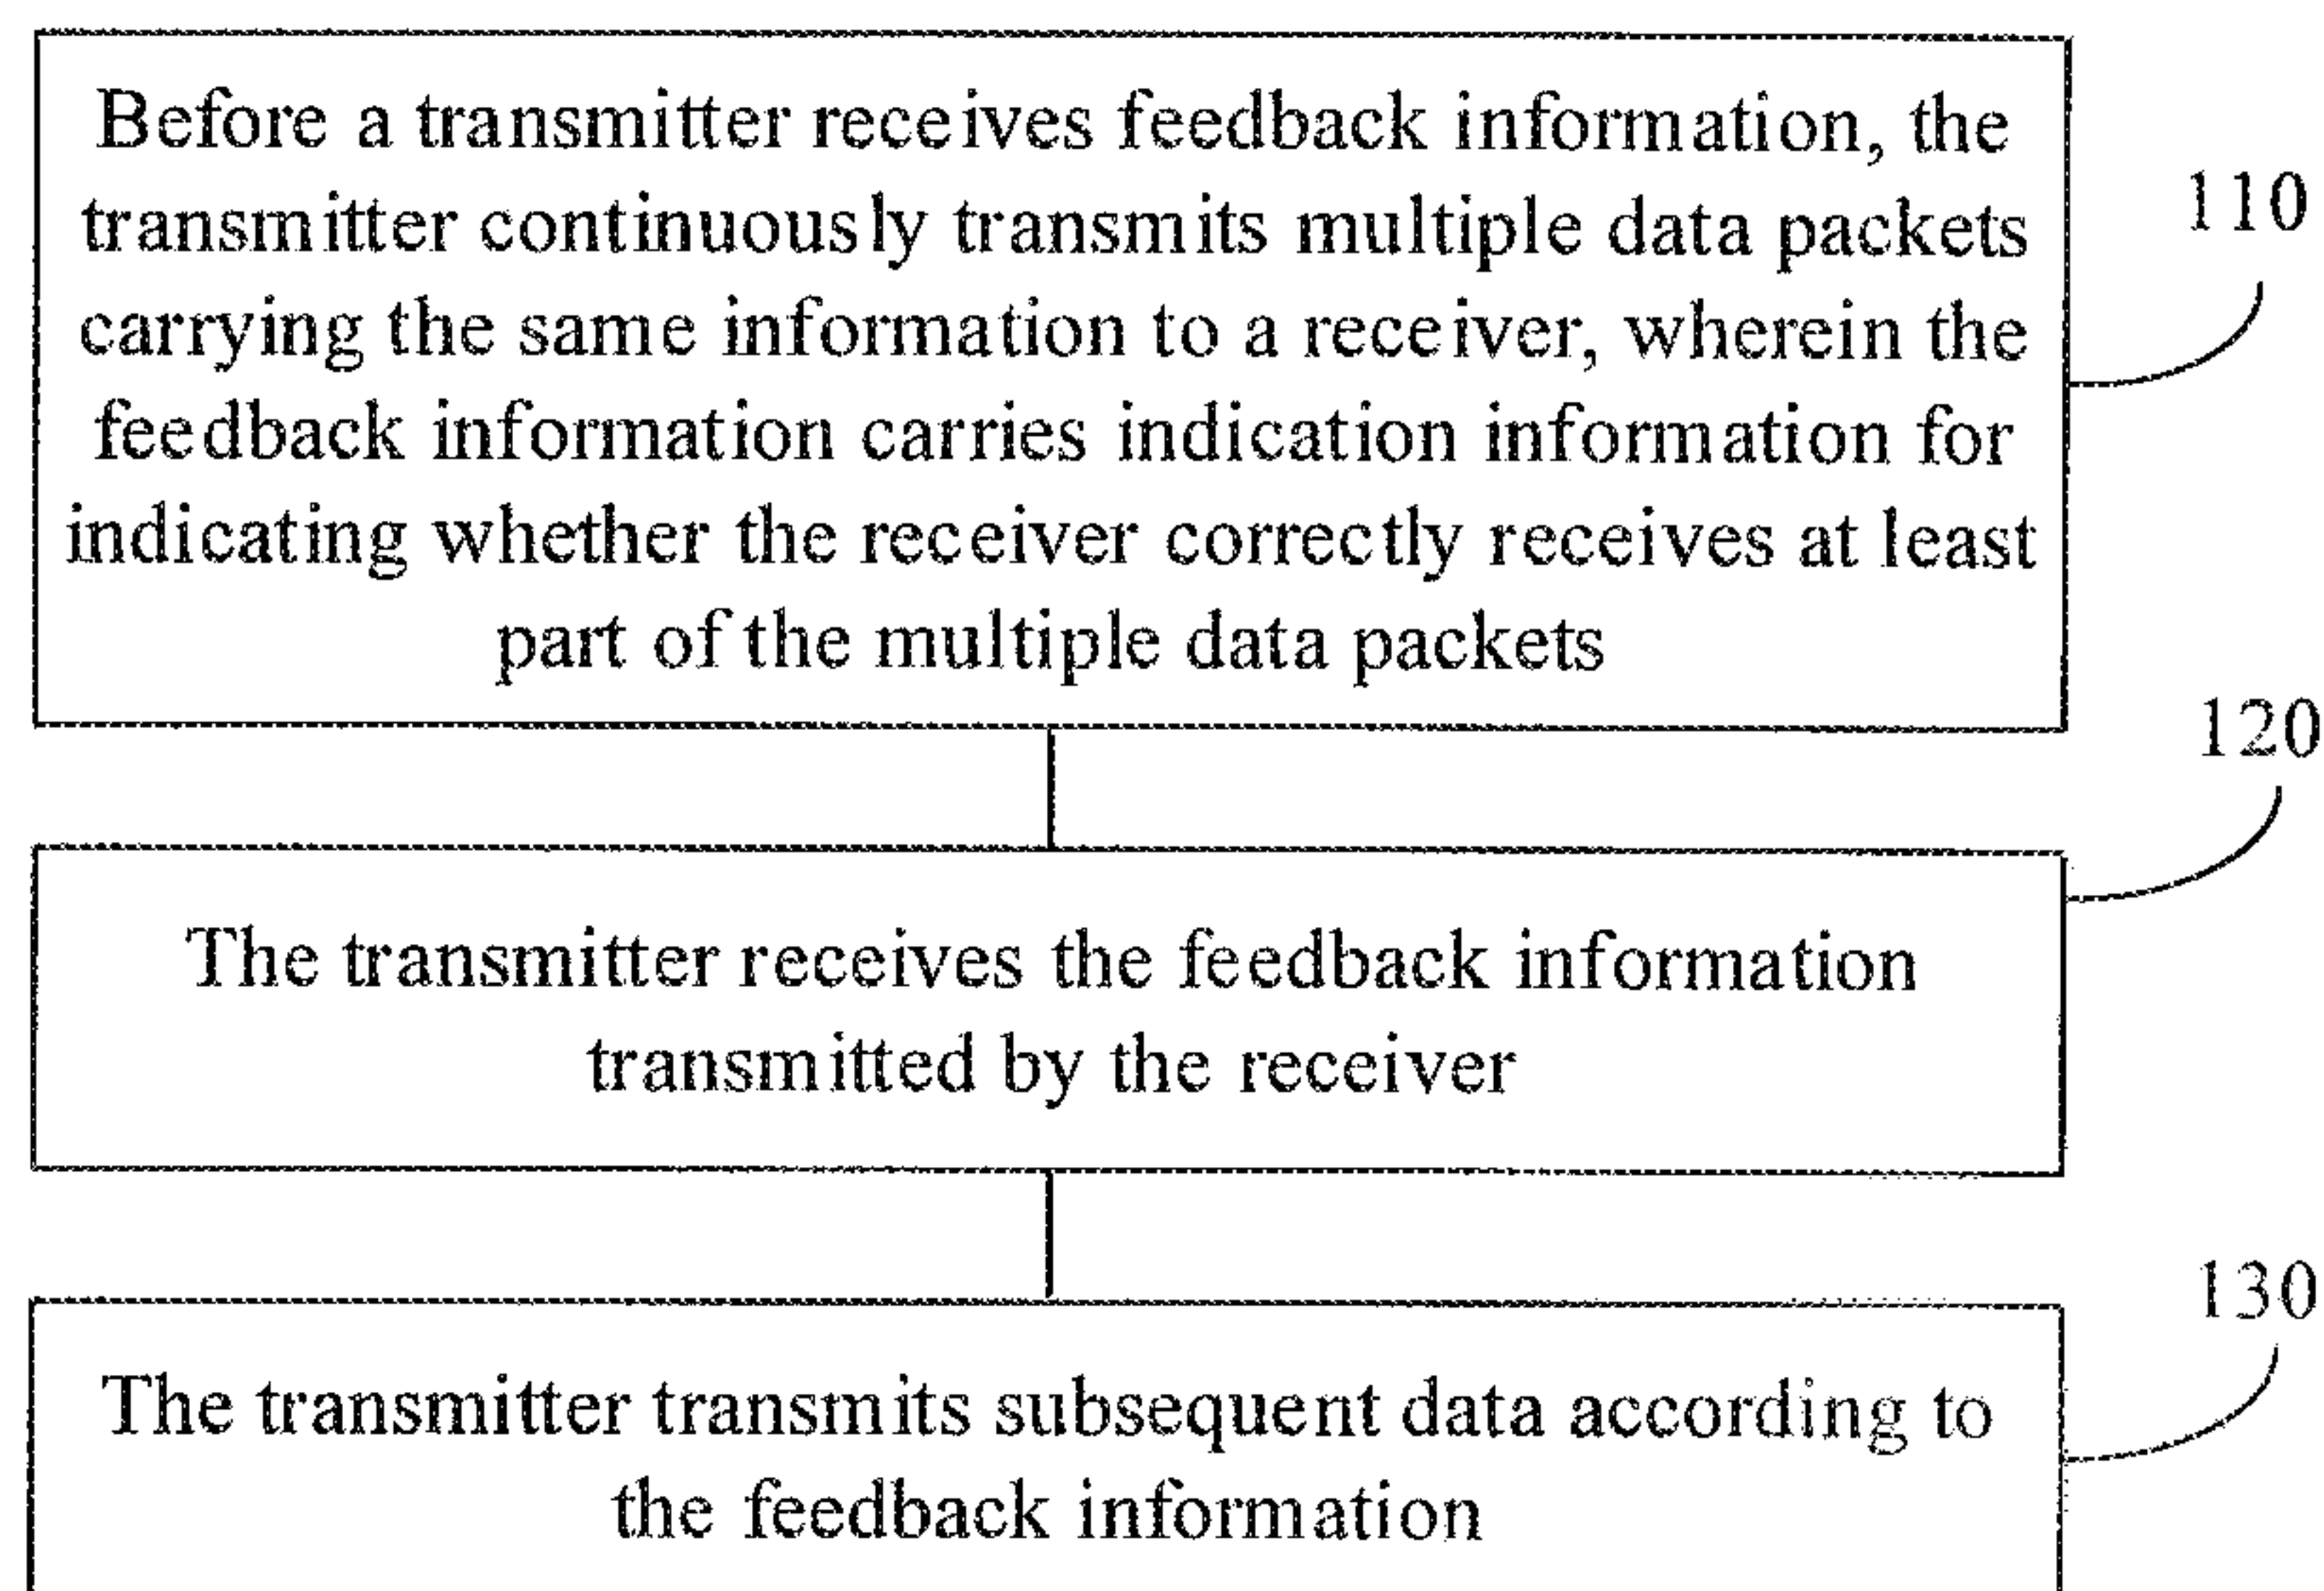 Before a transmitter receives feedback information, the
transmitter continuously transmits multiple data packets
carrying the same information to a receiver, wherein the
feedback information carries indication information for
indicating whether the receiver correctly receives at least
part of the multiple data packets
110
120
The transmitter receives the feedback information
transmitted by the receiver
130
The transmitter transmits subsequent data according to
the feedback information